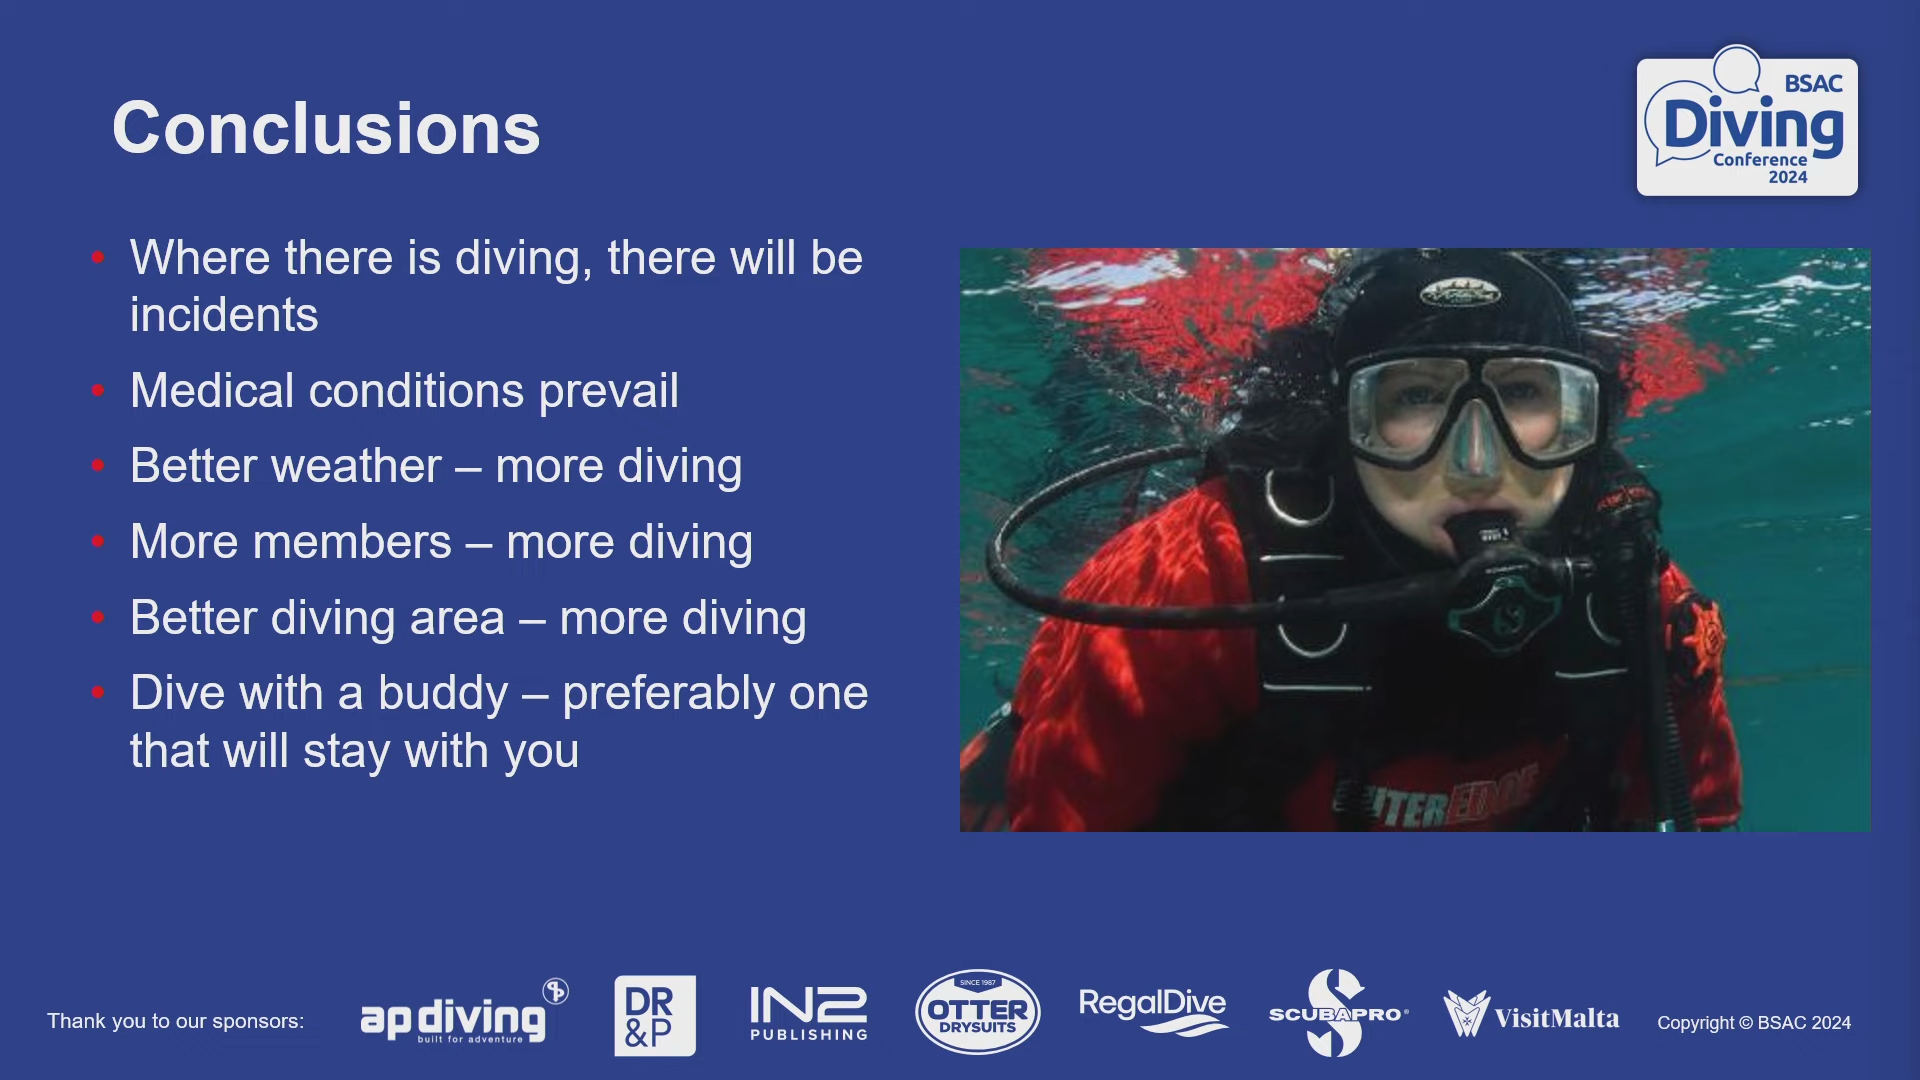 Conclusions
BSAC
Diving
Conference
2024
• Where there is diving, there will be
incidents
• Medical conditions prevail
• Better weather – more diving
• More members – more diving
• Better diving area – more diving
• Dive with a buddy – preferably one
that will stay with you
Thank you to our sponsors:
ap diving
built for adventure
DR
&P
IN2
PUBLISHING
SINCE 1987
OTTER
DRYSUITS
RegalDive
SCUBAPRO®
VisitMalta
Copyright © BSAC 2024